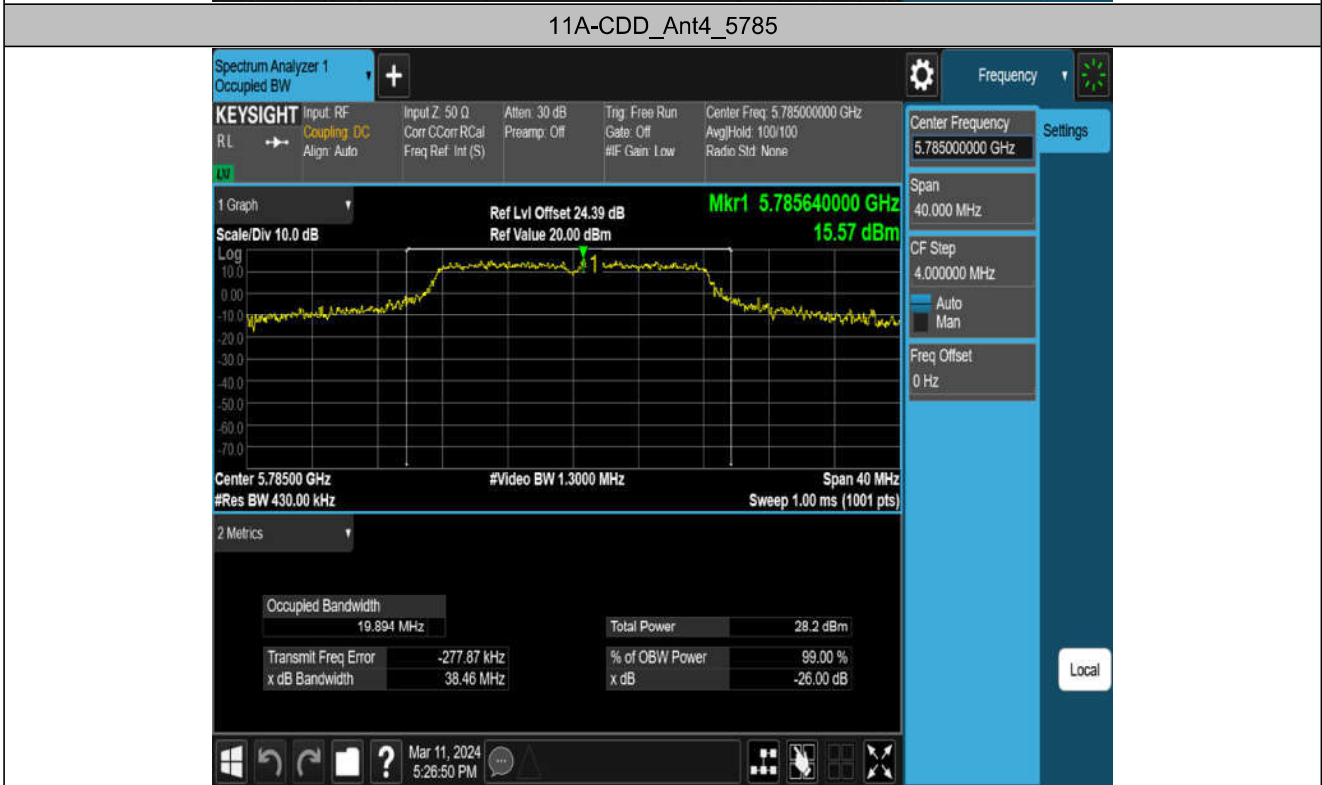 11A-CDD_Ant4_5785
Spectrum Analyzer 1
Occupied BW
+
Frequency
KEYSIGHT
RL
LXI
Input: RF
Coupling: DC
Align: Auto
Input Z: 50 Ω
Corr CCorr RCal
Freq Ref: Int (S)
Atten: 30 dB
Preamp: Off
Trig: Free Run
Gate: Off
#IF Gain: Low
Center Freq: 5.785000000 GHz
Avg|Hold: 100/100
Radio Std: None
Center Frequency
5.785000000 GHz
Settings
Span
40.000 MHz
CF Step
4.000000 MHz
Auto
Man
Freq Offset
0 Hz
1 Graph
Scale/Div 10.0 dB
Ref Lvl Offset 24.39 dB
Ref Value 20.00 dBm
Mkr1 5.785640000 GHz
15.57 dBm
Log
10.0
0.00
-10.0
-20.0
-30.0
-40.0
-50.0
-60.0
-70.0
1
Center 5.78500 GHz
#Video BW 1.3000 MHz
Span 40 MHz
#Res BW 430.00 kHz
Sweep 1.00 ms (1001 pts)
2 Metrics
Occupied Bandwidth
19.894 MHz
Total Power 28.2 dBm
Transmit Freq Error -277.87 kHz
% of OBW Power 99.00 %
x dB Bandwidth 38.46 MHz
x dB -26.00 dB
Local
?
Mar 11, 2024
5:26:50 PM